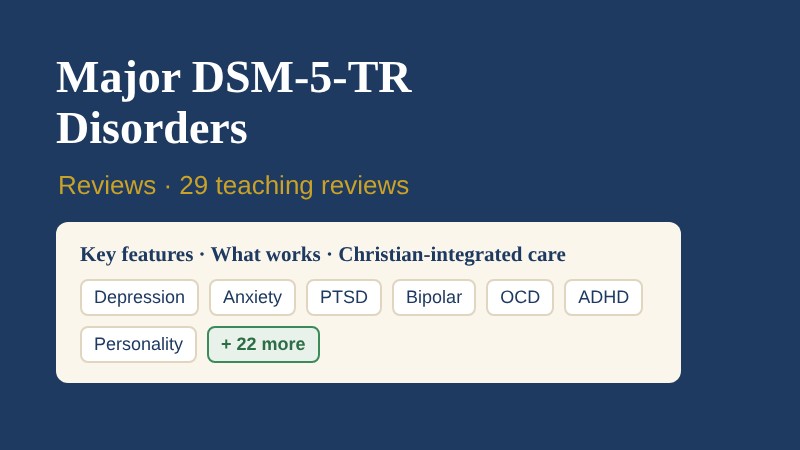 Major DSM-5-TR
Disorders
Reviews · 29 teaching reviews
Key features · What works · Christian-integrated care
Depression Anxiety PTSD Bipolar OCD ADHD
Personality + 22 more